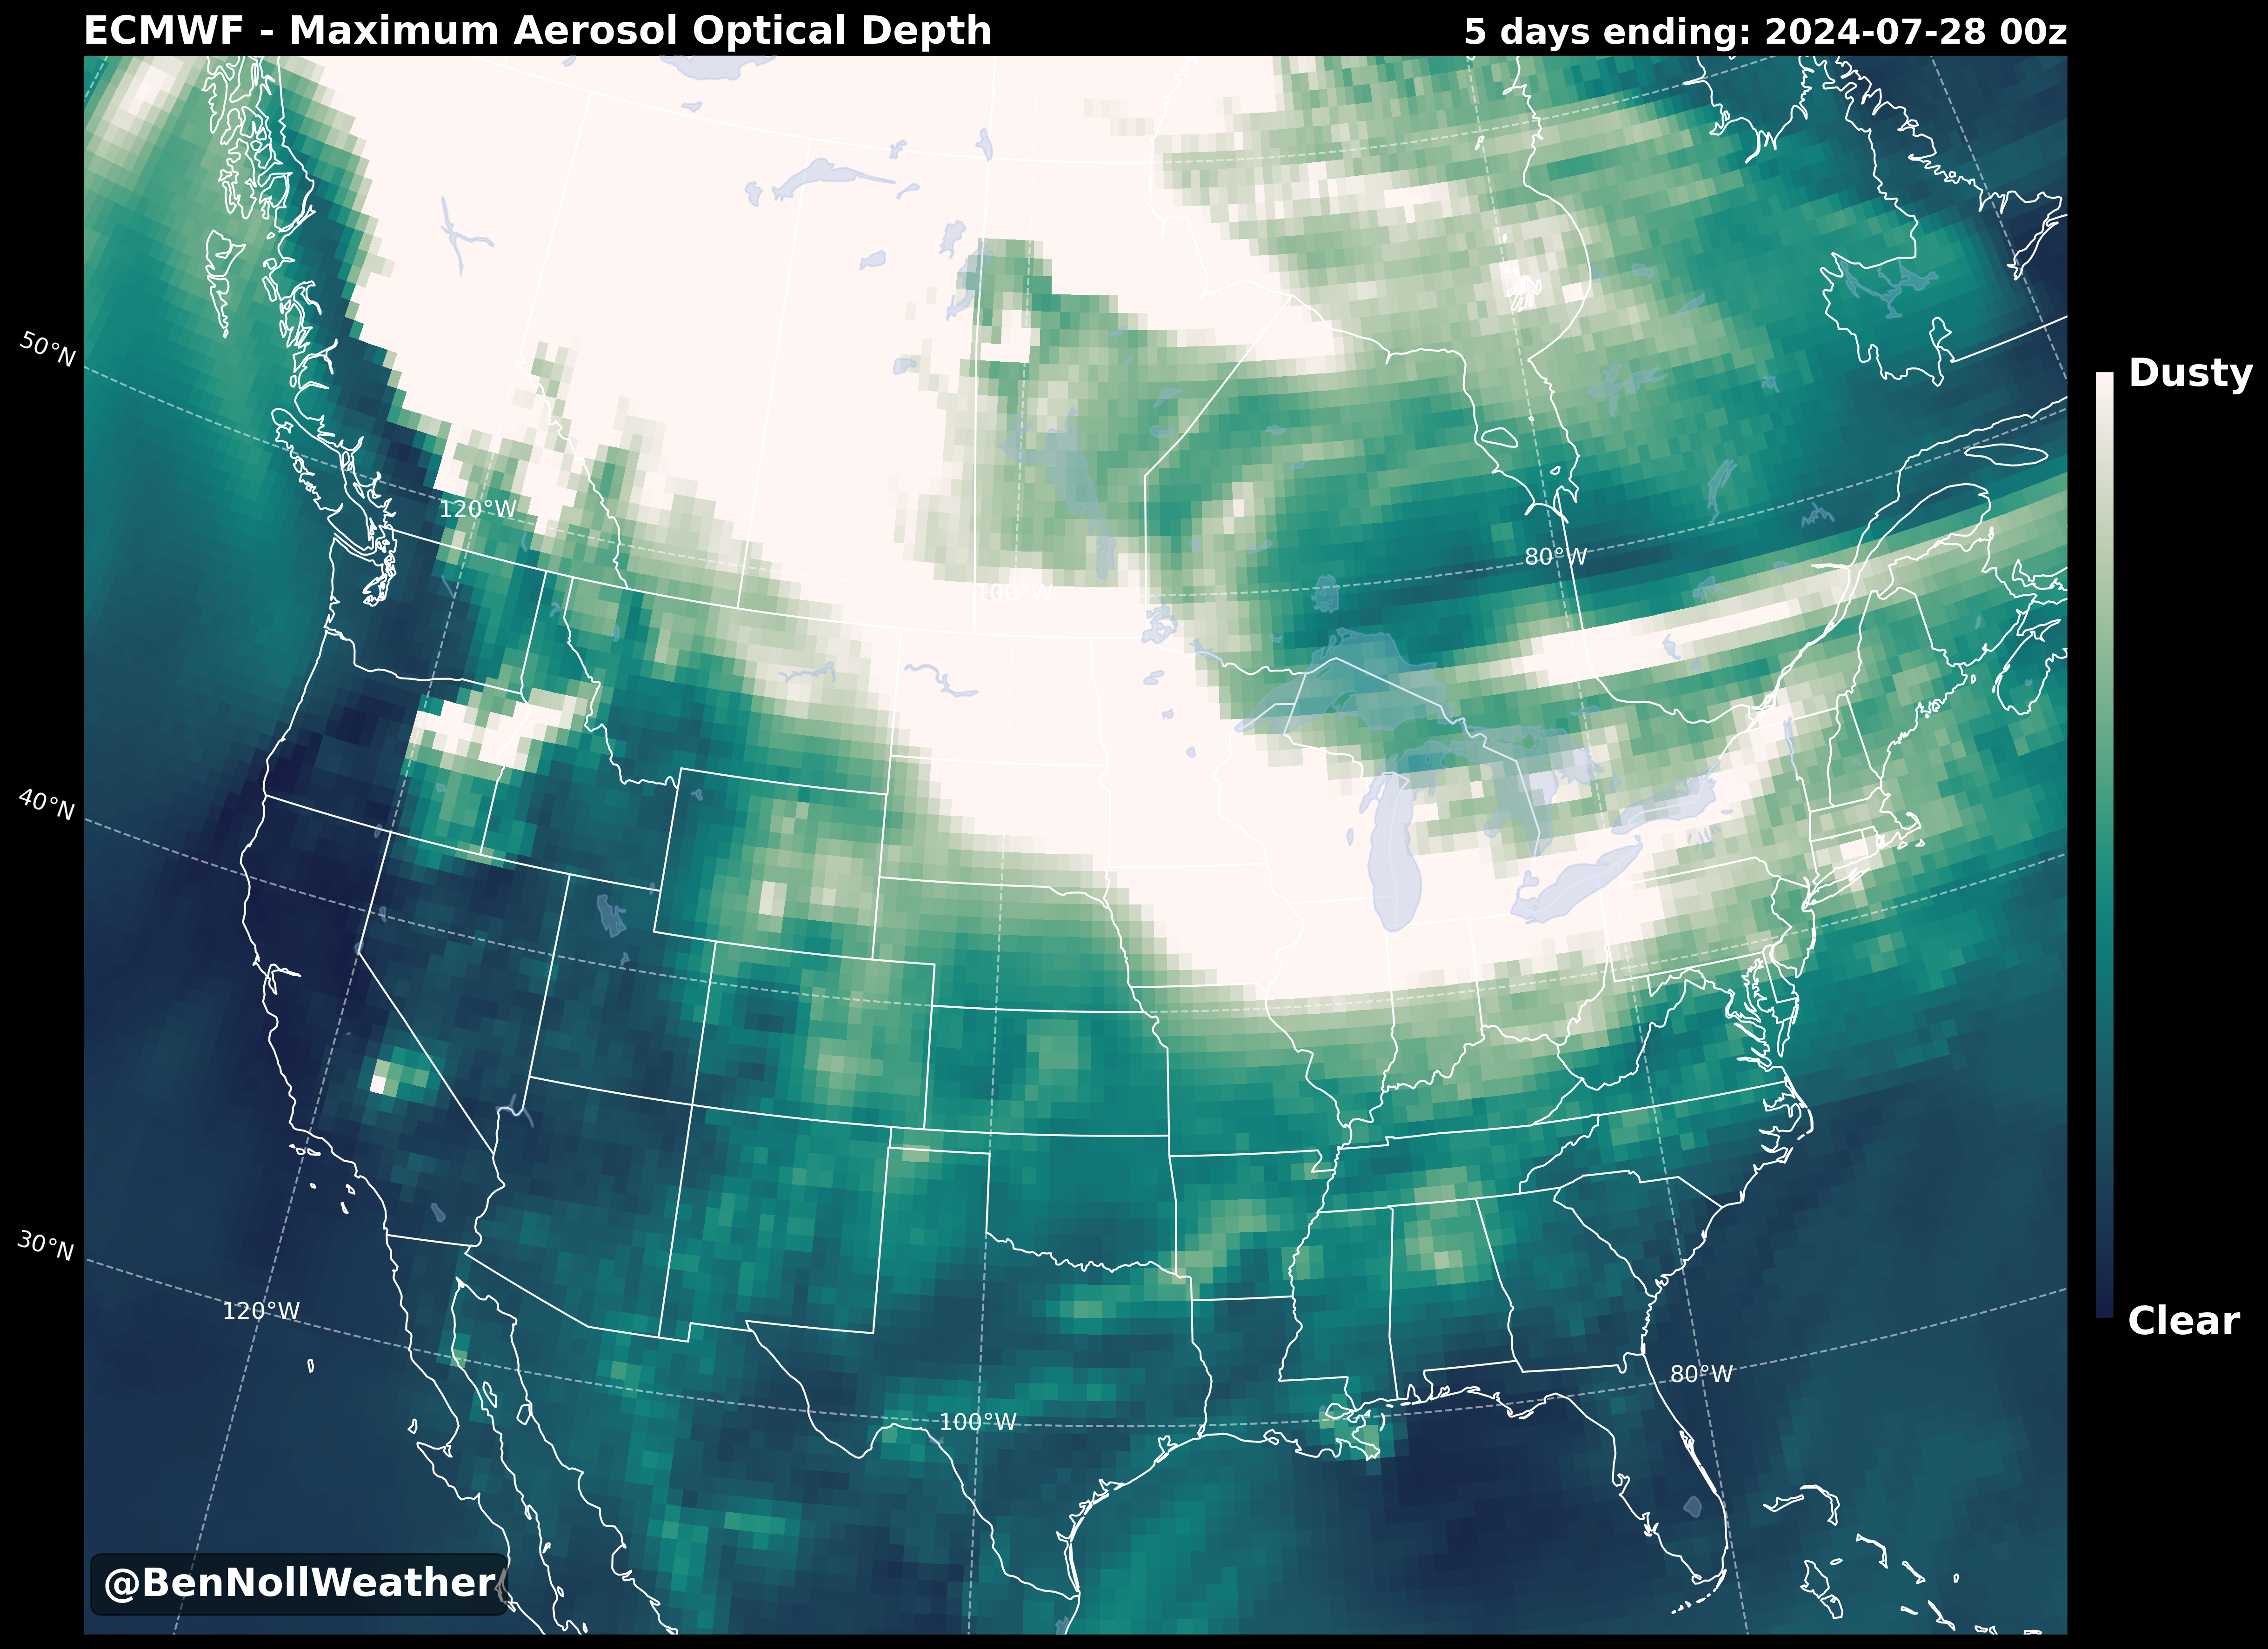 ECMWF - Maximum Aerosol Optical Depth
5 days ending: 2024-07-28 00z
50°N
Dusty
120°W
80°W
100°W
40°N
30°N
120°W
Clear
80°W
100°W
@BenNollWeather